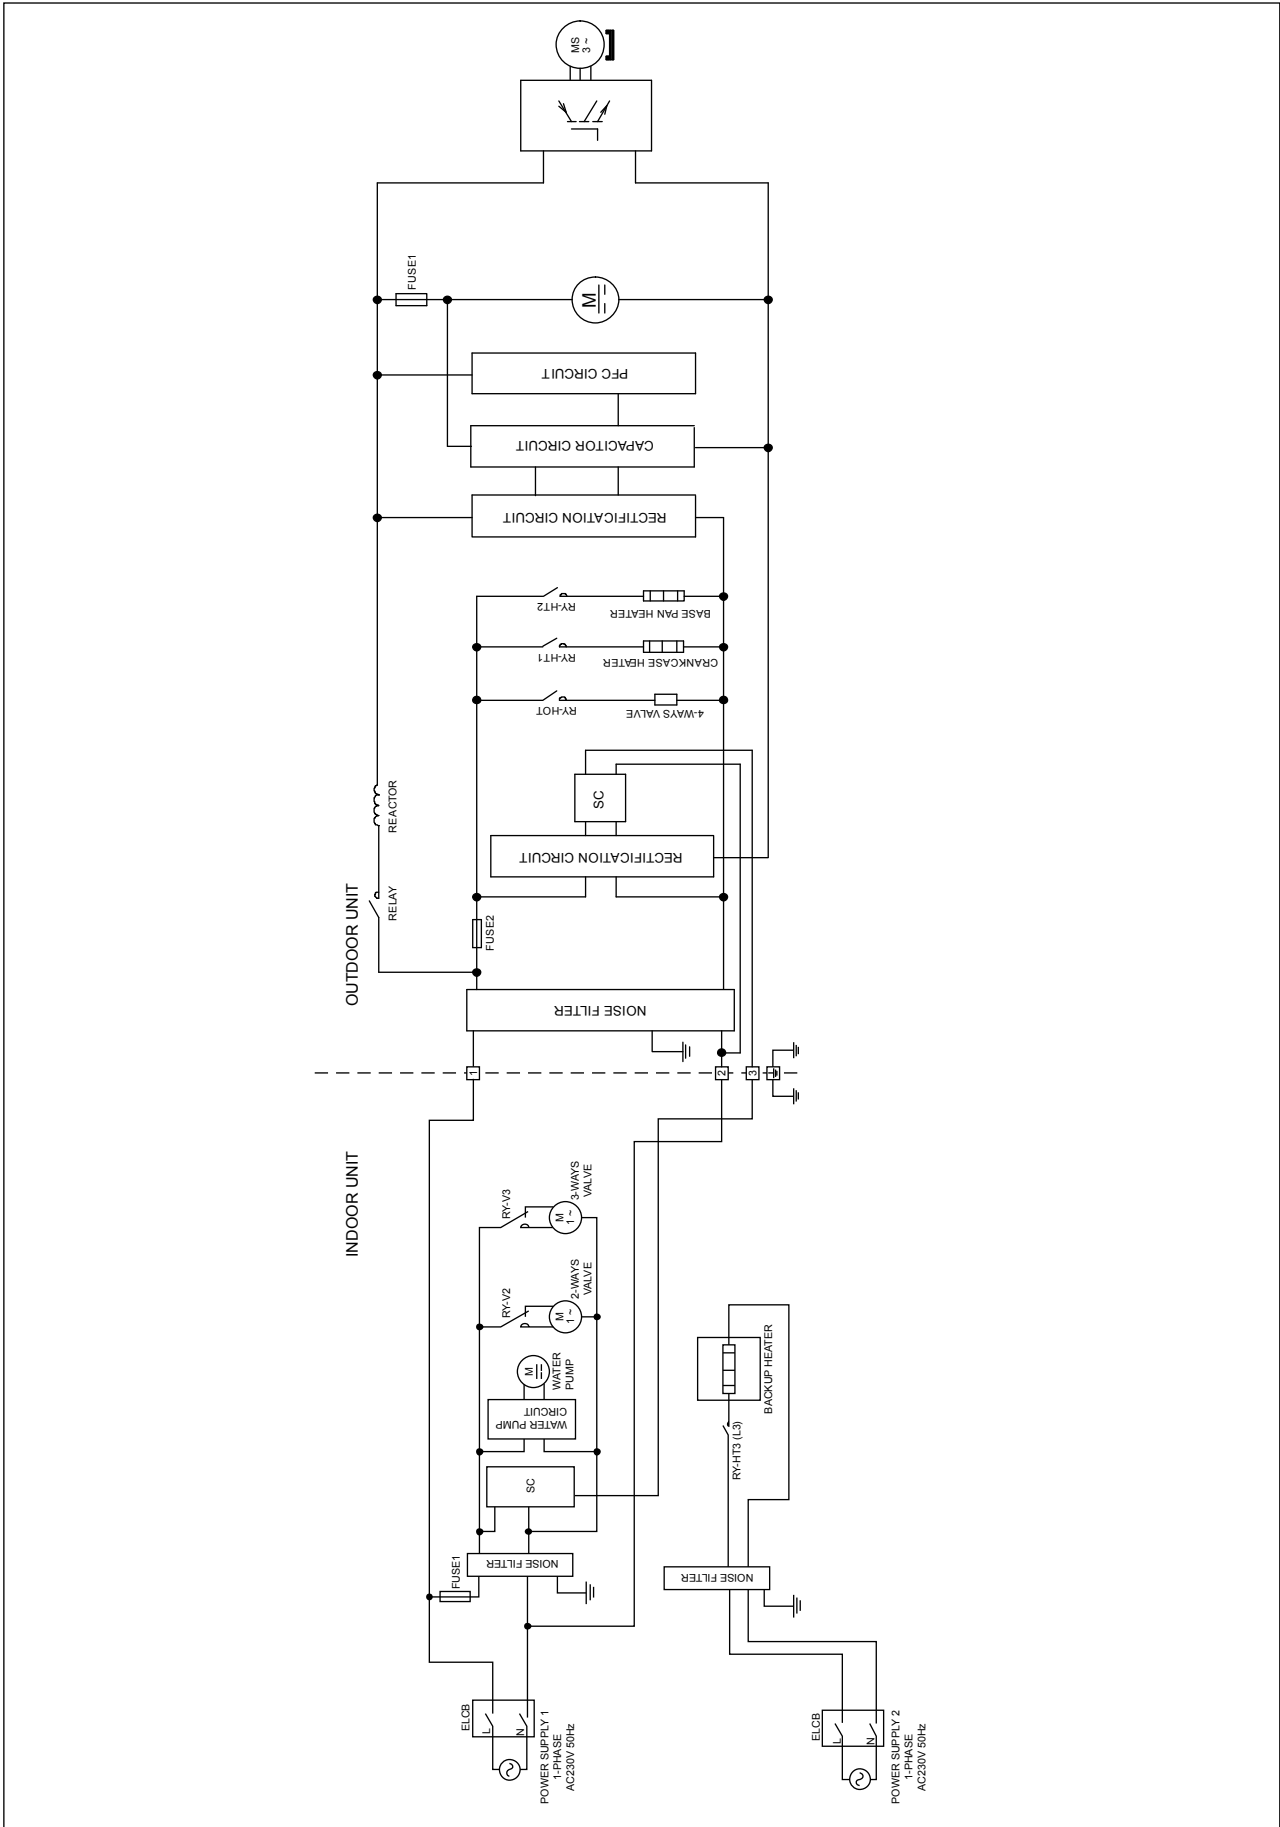 MS
3 ~
FUSE1
M
PFC CIRCUIT
CAPACITOR CIRCUIT
RECTIFICATION CIRCUIT
RY-HT2
BASE PAN HEATER
RY-HT1
CRANKCASE HEATER
RY-HOT
4-WAYS VALVE
SC
RECTIFICATION CIRCUIT
REACTOR
RELAY
OUTDOOR UNIT
FUSE2
NOISE FILTER
1
2
3
INDOOR UNIT
RY-V3
M
1 ~
3-WAYS
VALVE
RY-V2
M
1 ~
2-WAYS
VALVE
M
WATER
PUMP
WATER PUMP
CIRCUIT
SC
NOISE FILTER
FUSE1
ELCB
L
N
POWER SUPPLY 1
1-PHASE
AC230V 50Hz
BACKUP HEATER
RY-HT3 (L3)
NOISE FILTER
ELCB
L
N
POWER SUPPLY 2
1-PHASE
AC230V 50Hz